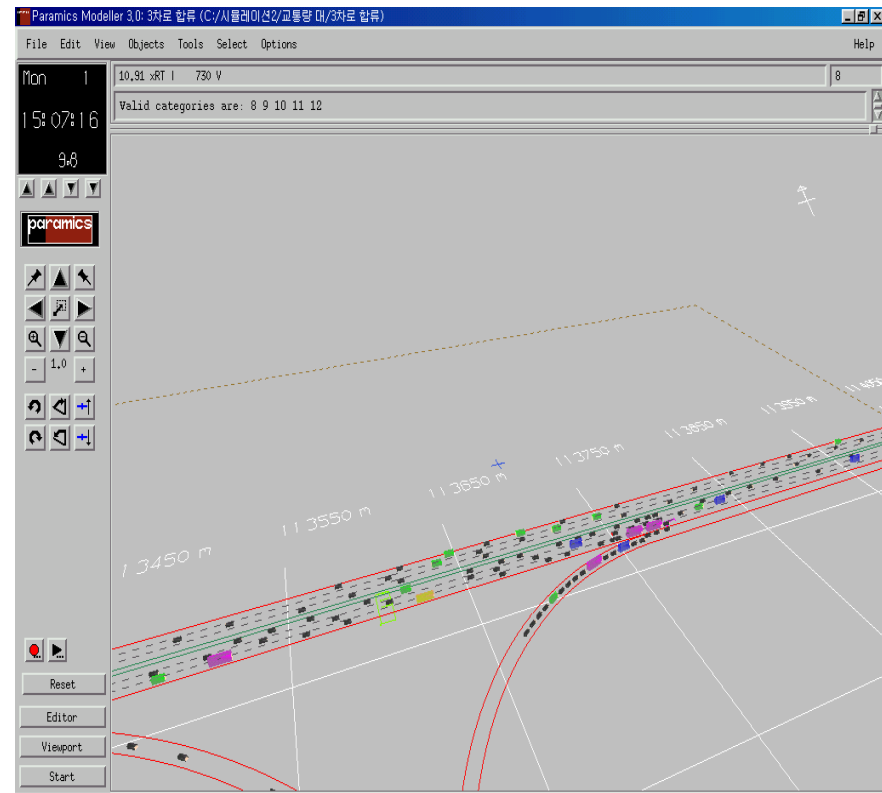 Paramics Modeller 3,0: 3차로 합류 (C:/시뮬레이션2/교통량 대/3차로 합류)
File Edit View Objects Tools Select Options Help
Mon 1
10,91 xRT | 730 V
8
Valid categories are: 8 9 10 11 12
15:07:16
9.8
paramics
- 1.0 +
11.3950 m
11.3850 m
11.3750 m
11.3650 m
11.3550 m
1.3450 m
Reset
Editor
Viewport
Start